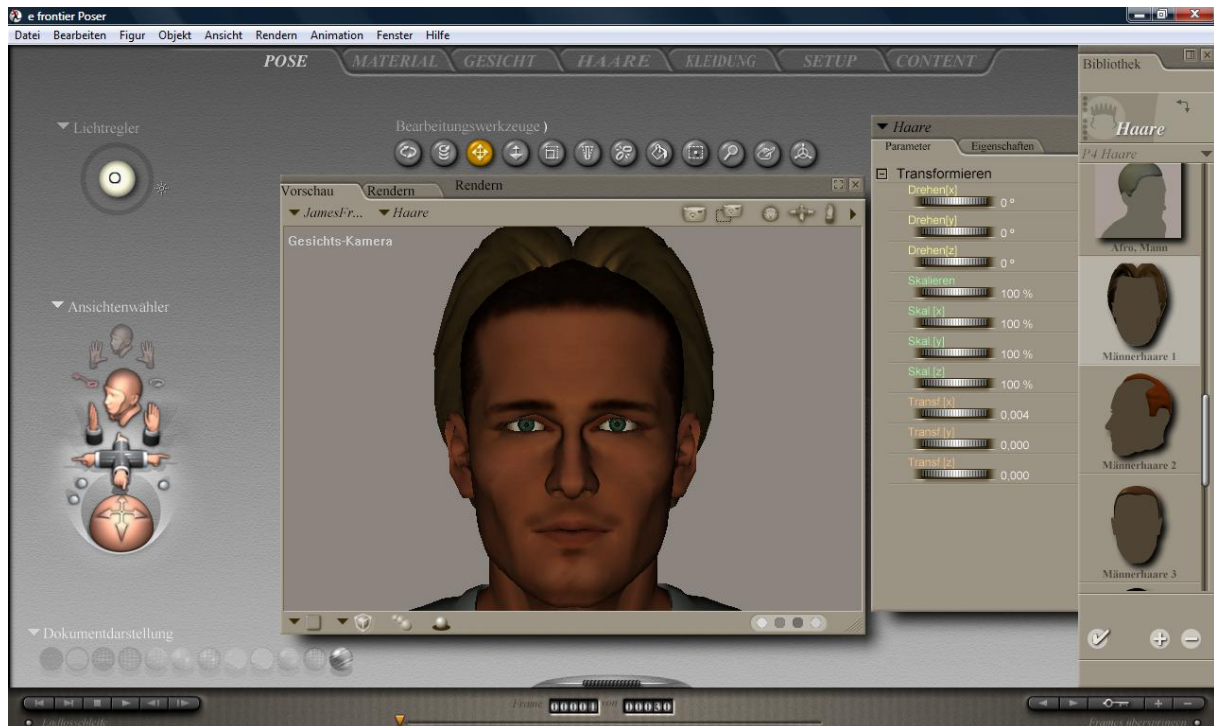 e frontier Poser
Datei Bearbeiten Figur Objekt Ansicht Rendern Animation Fenster Hilfe
POSE MATERIAL GESICHT HAARE KLEIDUNG SETUP CONTENT
Bibliothek
Lichtregler
Bearbeitungswerkzeuge )
Haare
Parameter Eigenschaften
Haare
P4 Haare
Vorschau Rendern Rendern
JamesFr... Haare
Gesichts-Kamera
Transformieren
Drehen[x]
0 °
Drehen[y]
0 °
Drehen[z]
0 °
Skalieren
100 %
Skal.[x]
100 %
Skal.[y]
100 %
Skal.[z]
100 %
Transf.[x]
0,004
Transf.[y]
0,000
Transf.[z]
0,000
Afro, Mann
Männerhaare 1
Männerhaare 2
Männerhaare 3
Ansichtenwähler
Dokumentdarstellung
Frame 00001 von 00030
Endlosschleife
Frames überspringen